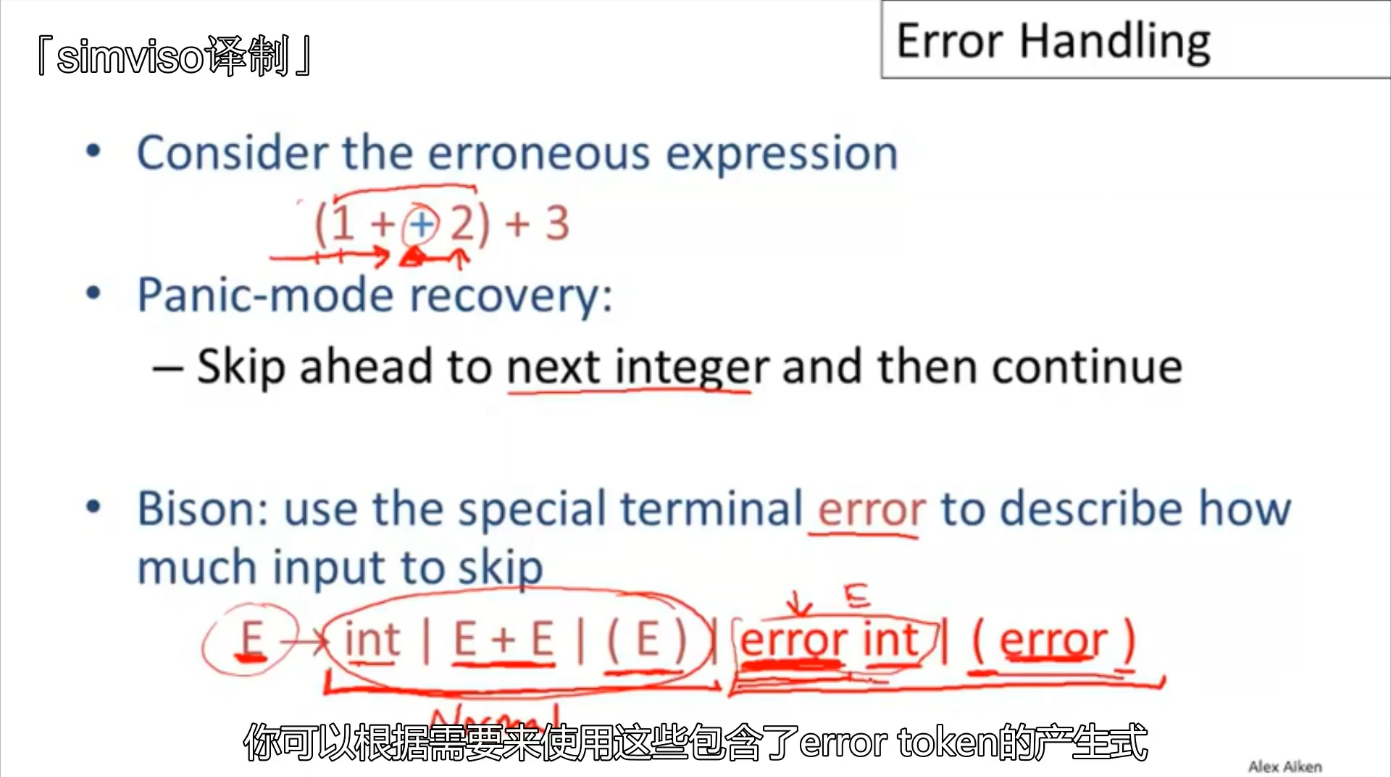 「simviso译制」
Error Handling
• Consider the erroneous expression
(1 + + 2) + 3
• Panic-mode recovery:
– Skip ahead to next integer and then continue
• Bison: use the special terminal error to describe how
much input to skip
E
E → int | E + E | ( E ) | error int | ( error )
Normal
你可以根据需要来使用这些包含了error token的产生式
Alex Aiken